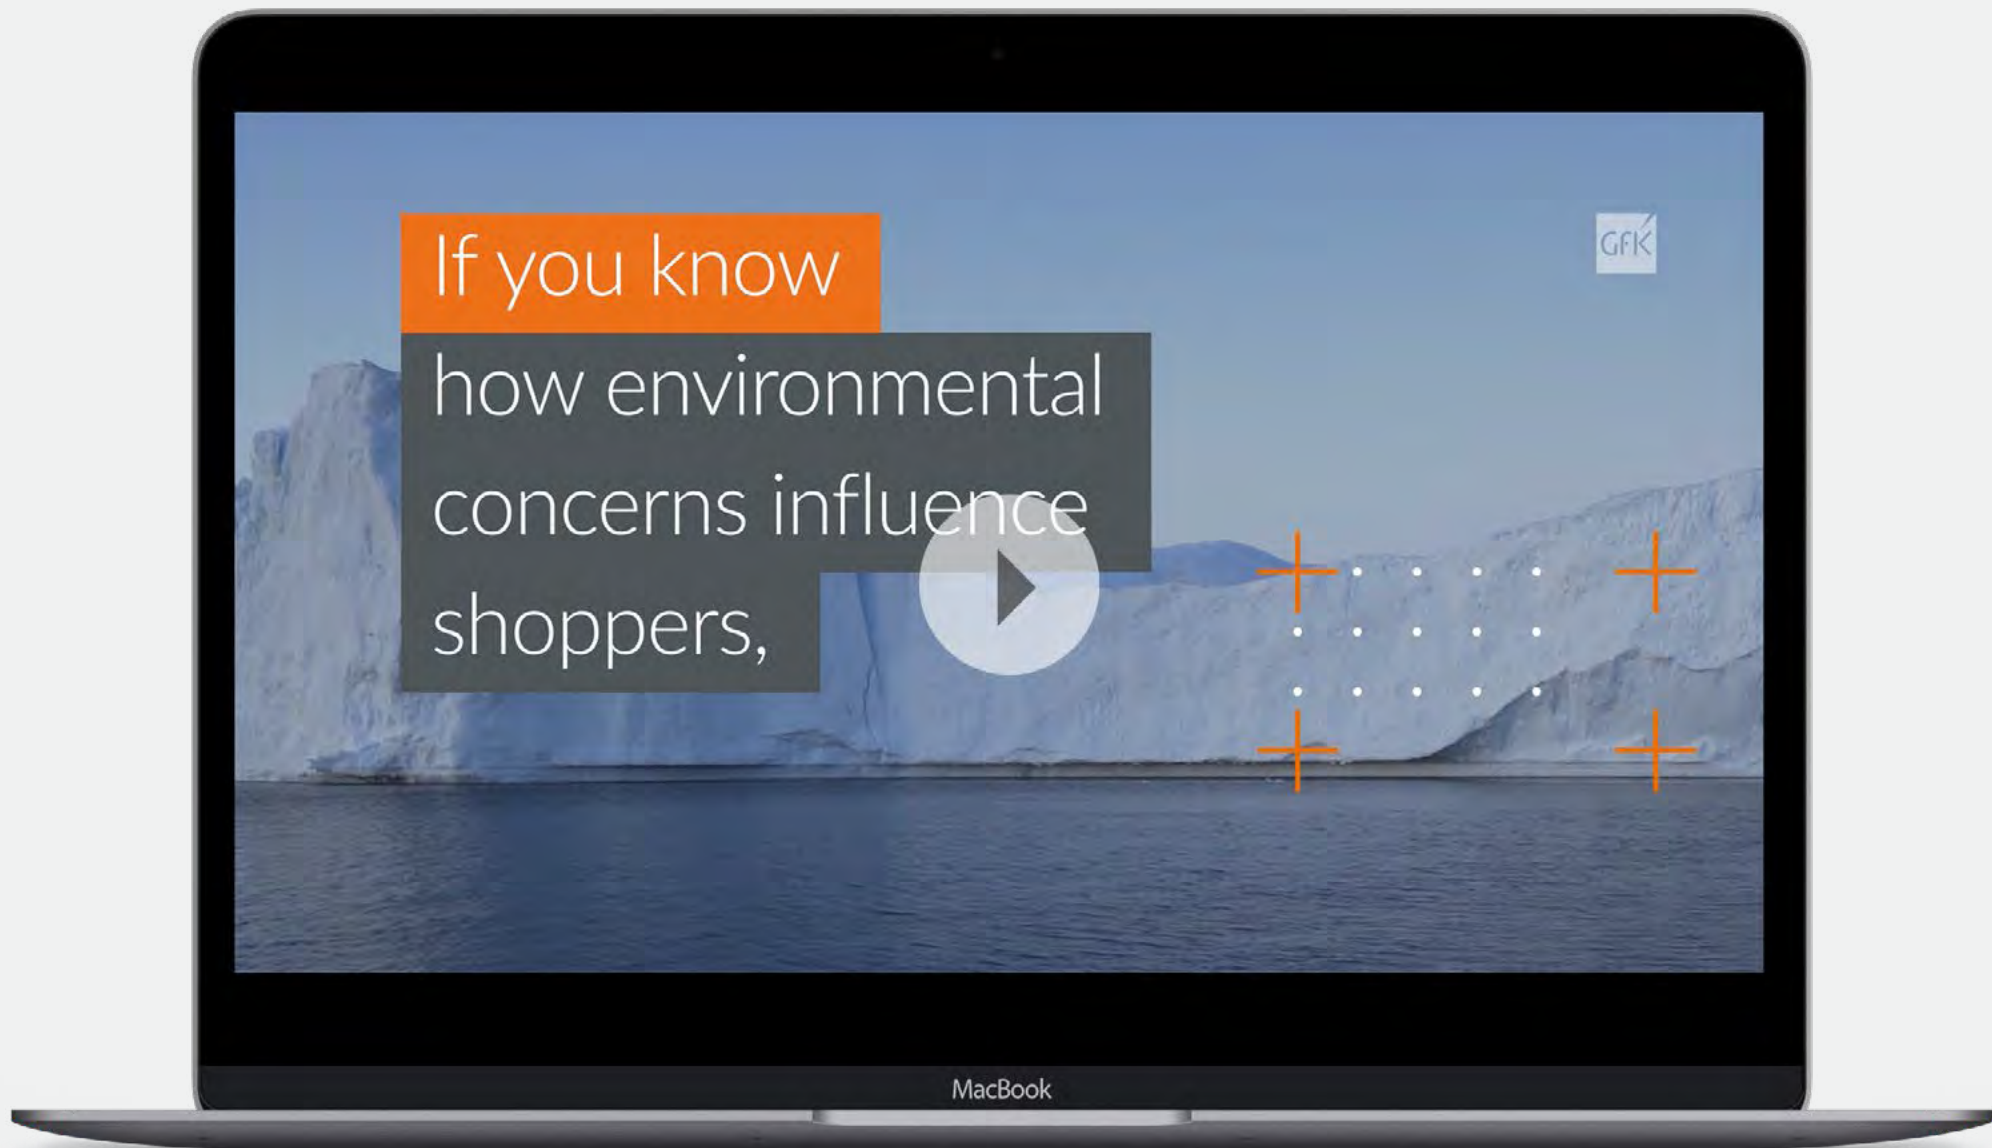 If you know
GFK
how environmental
concerns influence
shoppers,
MacBook